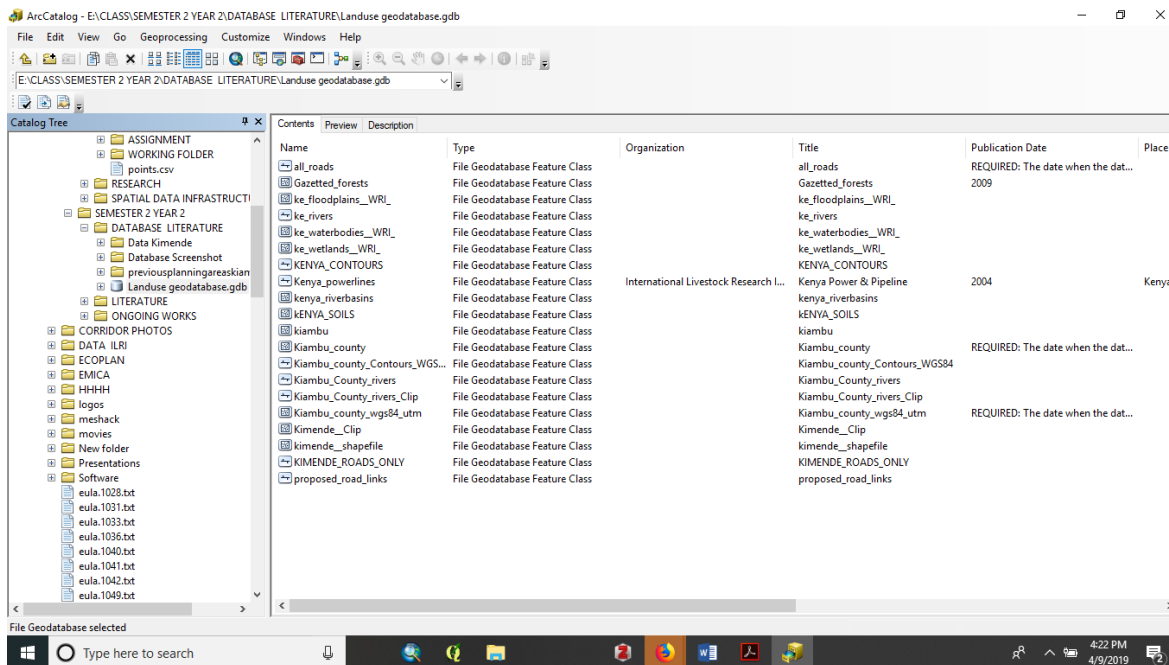 ArcCatalog - E:\CLASS\SEMESTER 2 YEAR 2\DATABASE LITERATURE\Landuse geodatabase.gdb
File Edit View Go Geoprocessing Customize Windows Help
E:\CLASS\SEMESTER 2 YEAR 2\DATABASE LITERATURE\Landuse geodatabase.gdb
Catalog Tree
ASSIGNMENT
WORKING FOLDER
points.csv
RESEARCH
SPATIAL DATA INFRASTRUCTU
SEMESTER 2 YEAR 2
DATABASE LITERATURE
Data Kimende
Database Screenshot
previousplanningareaskiam
Landuse geodatabase.gdb
LITERATURE
ONGOING WORKS
CORRIDOR PHOTOS
DATA ILRI
ECOPLAN
EMICA
HHHH
logos
meshack
movies
New folder
Presentations
Software
eula.1028.txt
eula.1031.txt
eula.1033.txt
eula.1036.txt
eula.1040.txt
eula.1041.txt
eula.1042.txt
eula.1049.txt
Contents Preview Description
Name Type Organization Title Publication Date Place
all_roads File Geodatabase Feature Class all_roads REQUIRED: The date when the dat...
Gazetted_forests File Geodatabase Feature Class Gazetted_forests 2009
ke_floodplains__WRI_ File Geodatabase Feature Class ke_floodplains__WRI_
ke_rivers File Geodatabase Feature Class ke_rivers
ke_waterbodies__WRI_ File Geodatabase Feature Class ke_waterbodies__WRI_
ke_wetlands__WRI_ File Geodatabase Feature Class ke_wetlands__WRI_
KENYA_CONTOURS File Geodatabase Feature Class KENYA_CONTOURS
Kenya_powerlines File Geodatabase Feature Class International Livestock Research I... Kenya Power & Pipeline 2004 Kenya
kenya_riverbasins File Geodatabase Feature Class kenya_riverbasins
kENYA_SOILS File Geodatabase Feature Class kENYA_SOILS
kiambu File Geodatabase Feature Class kiambu
Kiambu_county File Geodatabase Feature Class Kiambu_county REQUIRED: The date when the dat...
Kiambu_county_Contours_WGS... File Geodatabase Feature Class Kiambu_county_Contours_WGS84
Kiambu_County_rivers File Geodatabase Feature Class Kiambu_County_rivers
Kiambu_County_rivers_Clip File Geodatabase Feature Class Kiambu_County_rivers_Clip
Kiambu_county_wgs84_utm File Geodatabase Feature Class Kiambu_county_wgs84_utm REQUIRED: The date when the dat...
Kimende__Clip File Geodatabase Feature Class Kimende__Clip
kimende__shapefile File Geodatabase Feature Class kimende__shapefile
KIMENDE_ROADS_ONLY File Geodatabase Feature Class KIMENDE_ROADS_ONLY
proposed_road_links File Geodatabase Feature Class proposed_road_links
File Geodatabase selected
Type here to search
4:22 PM
4/9/2019